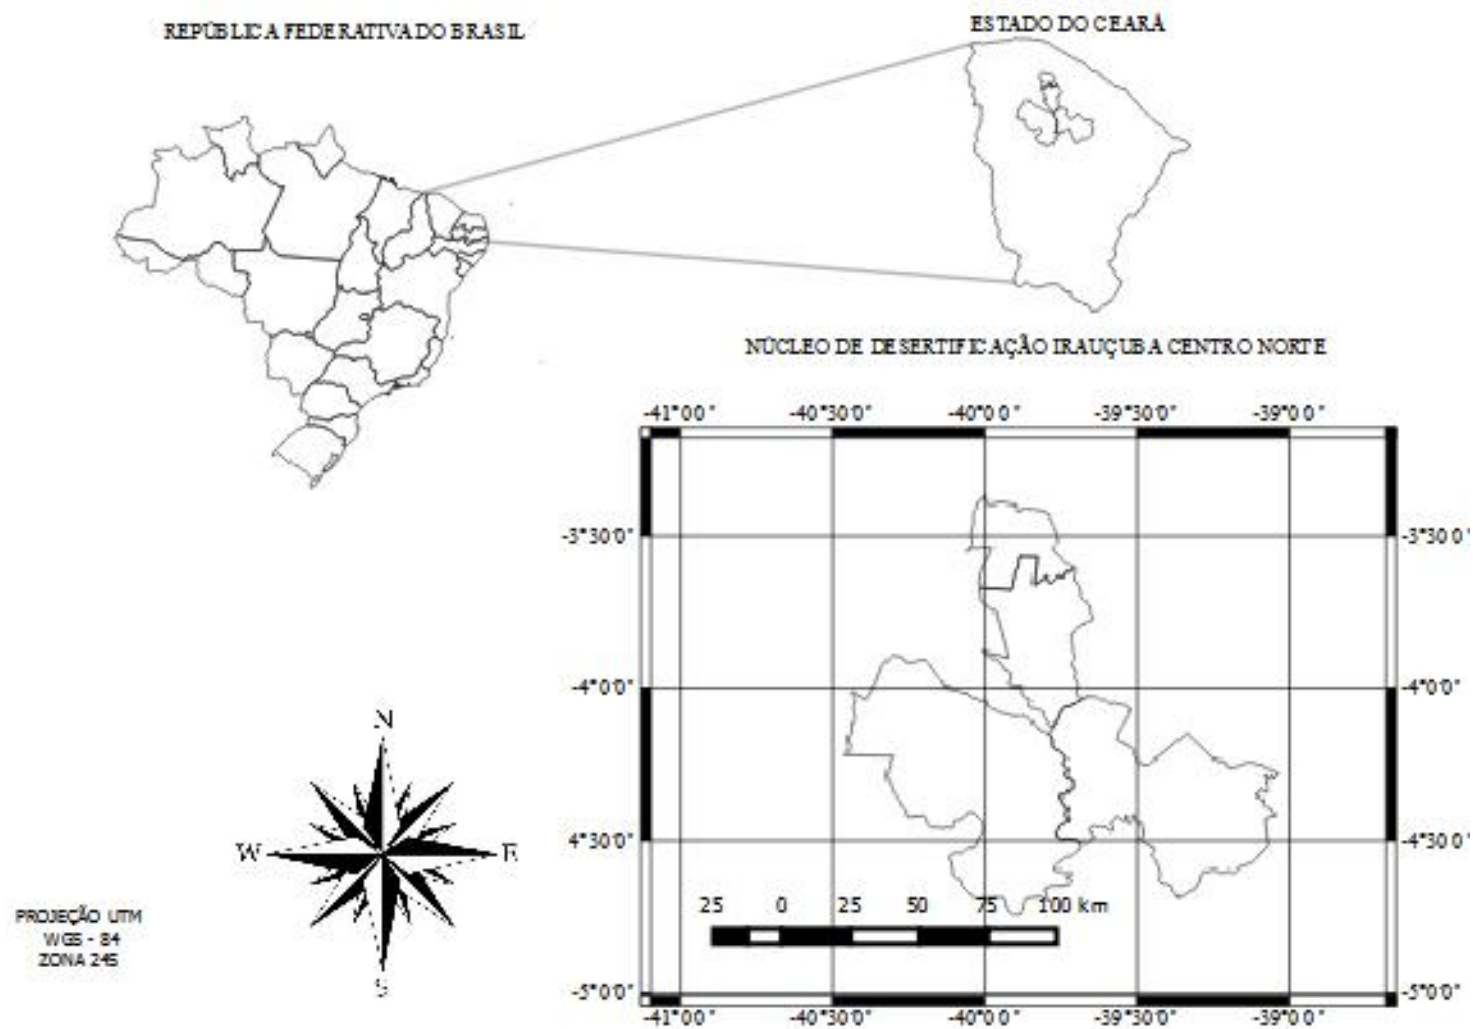 REPÚBLICA FEDERATIVA DO BRASIL
ESTADO DO CEARÁ
NÚCLEO DE DESERTIFICAÇÃO IRAUÇUBA CENTRO NORTE
-41°00'0" -40°30'0" -40°0'0" -39°30'0" -39°0'0"
-3°30'0" -3°30'0"
-4°0'0" -4°0'0"
-4°30'0" -4°30'0"
-5°0'0" -5°0'0"
25 0 25 50 75 100 km
-41°00'0" -40°30'0" -40°0'0" -39°30'0" -39°0'0"
N
W E
S
PROJEÇÃO UTM
WGS - 84
ZONA 24S